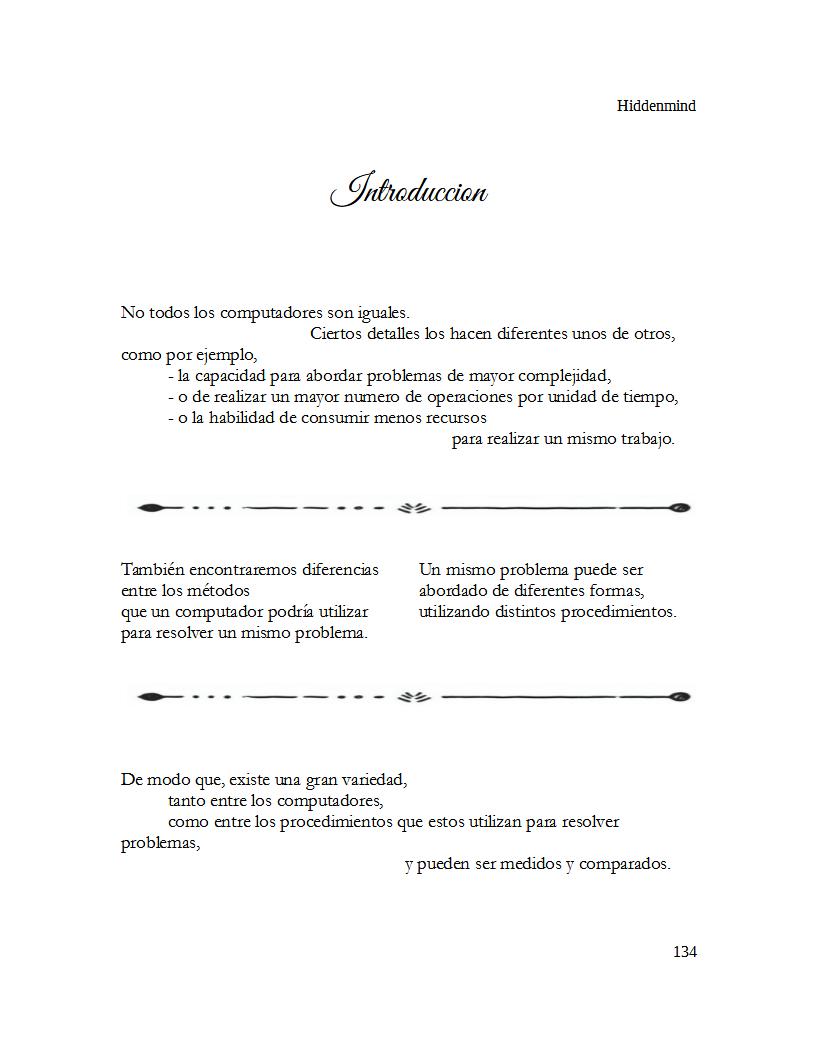 Hiddenmind
Introduccion
No todos los computadores son iguales.
Ciertos detalles los hacen diferentes unos de otros,
como por ejemplo,
- la capacidad para abordar problemas de mayor complejidad,
- o de realizar un mayor numero de operaciones por unidad de tiempo,
- o la habilidad de consumir menos recursos
para realizar un mismo trabajo.
También encontraremos diferencias
entre los métodos
que un computador podría utilizar
para resolver un mismo problema.
Un mismo problema puede ser
abordado de diferentes formas,
utilizando distintos procedimientos.
De modo que, existe una gran variedad,
tanto entre los computadores,
como entre los procedimientos que estos utilizan para resolver
problemas,
y pueden ser medidos y comparados.
134